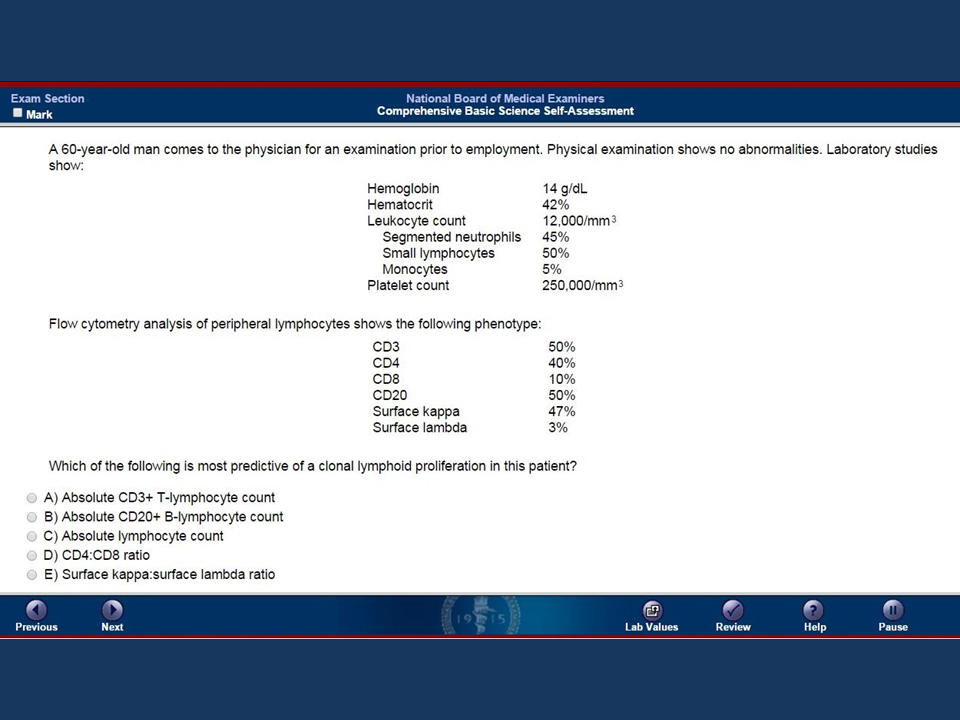 Exam Section
Mark
National Board of Medical Examiners
Comprehensive Basic Science Self-Assessment
A 60-year-old man comes to the physician for an examination prior to employment. Physical examination shows no abnormalities. Laboratory studies
show:
Hemoglobin 14 g/dL
Hematocrit 42%
Leukocyte count 12,000/mm³
Segmented neutrophils 45%
Small lymphocytes 50%
Monocytes 5%
Platelet count 250,000/mm³
Flow cytometry analysis of peripheral lymphocytes shows the following phenotype:
CD3 50%
CD4 40%
CD8 10%
CD20 50%
Surface kappa 47%
Surface lambda 3%
Which of the following is most predictive of a clonal lymphoid proliferation in this patient?
A) Absolute CD3+ T-lymphocyte count
B) Absolute CD20+ B-lymphocyte count
C) Absolute lymphocyte count
D) CD4:CD8 ratio
E) Surface kappa:surface lambda ratio
1915
Previous Next Lab Values Review Help Pause